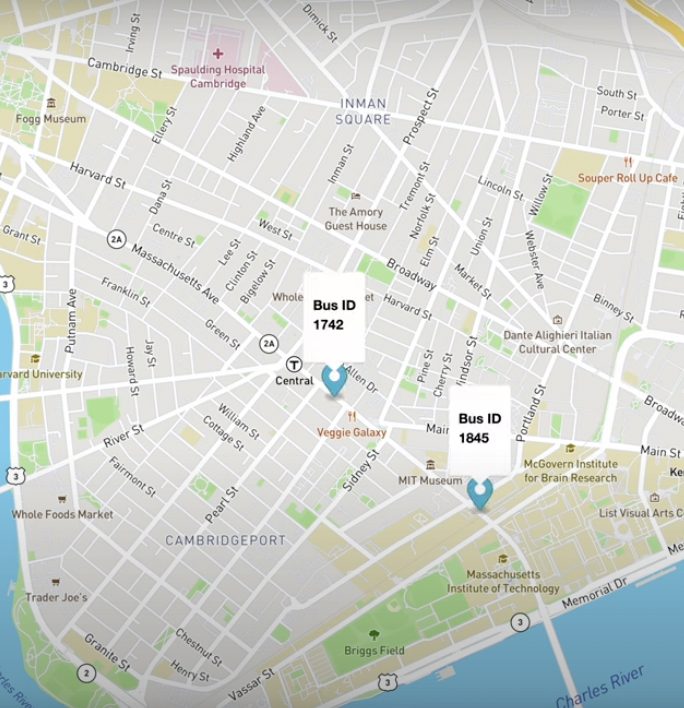 Dimick St
Irving St
Cambridge St
Spaulding Hospital
Cambridge
Fogg Museum
Ellery St
Highland Ave
INMAN
SQUARE
Prospect St
South St
Porter St
Souper Roll Up Cafe
Harvard St
Dana St
Inman St
Tremont St
Lincoln St
Willow St
The Amory
Guest House
Norfolk St
Grant St
2A
Centre St
West St
Lee St
Clinton St
Bigelow St
Elm St
Union St
Webster Ave
Massachusetts Ave
Broadway
Market St
3
Franklin St
Putnam Ave
Whole
Bus ID
1742
Harvard St
Binney St
Green St
2A
Dante Alighieri Italian
Cultural Center
Jay St
Howard St
T
Central
Allen Dr
Pine St
Cherry St
indsor St
arvard University
Portland St
Broadwa
William St
Cottage St
River St
Veggie Galaxy
Main
Bus ID
1845
Main St
Ke
Fairmont St
Sidney St
MIT Museum
McGovern Institute
for Brain Research
3
Pearl St
Whole Foods Market
List Visual Arts C
CAMBRIDGEPORT
Me
Trader Joe's
Massachusetts
Institute of Technology
Memorial Dr
3
Briggs Field
Chestnut St
Granite St
Henry St
2
Vassar St
3
Charles River
rles River